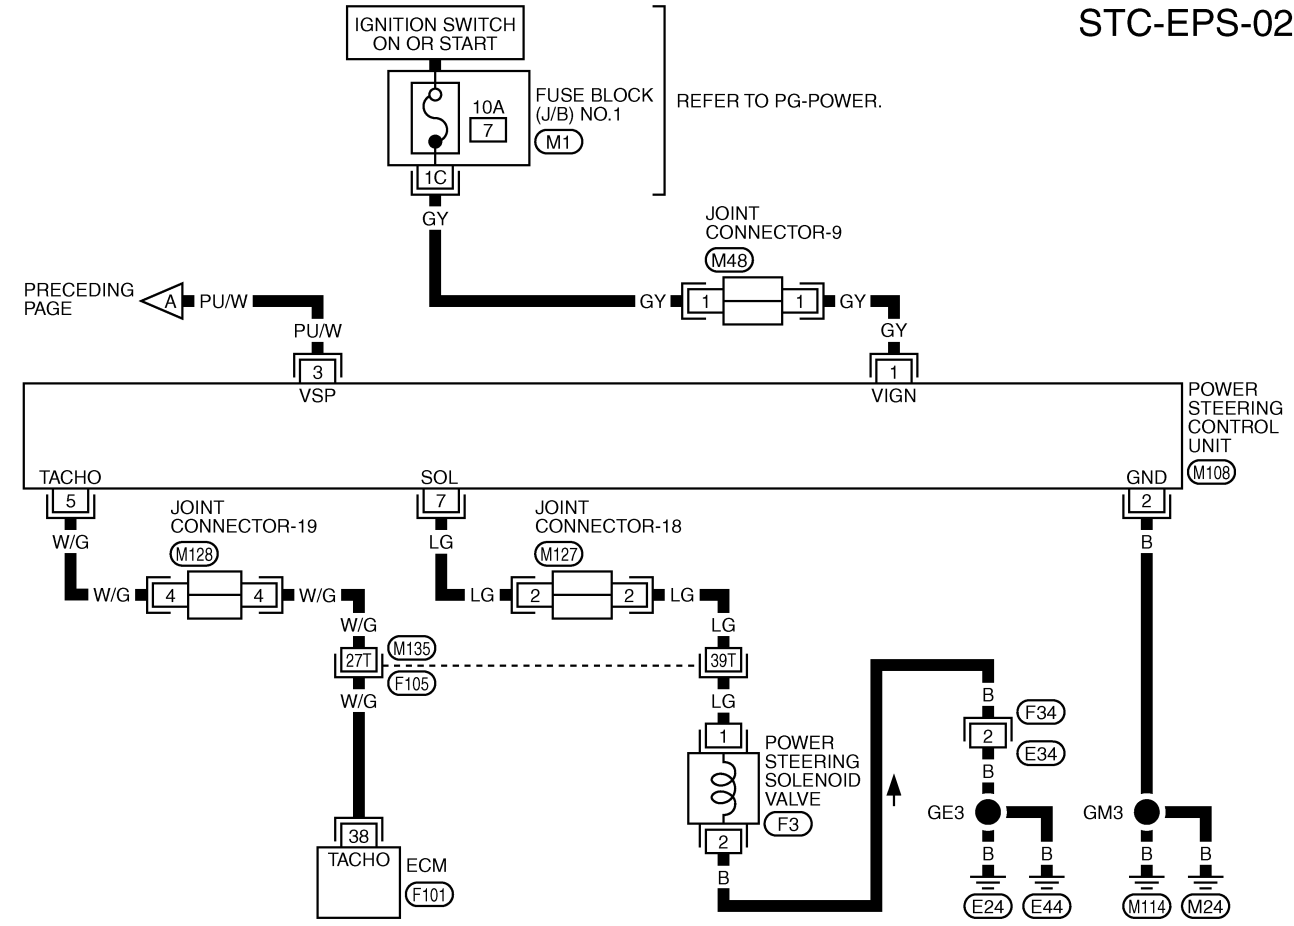 STC-EPS-02
IGNITION SWITCH
ON OR START
10A
7
FUSE BLOCK
(J/B) NO.1
M1
REFER TO PG-POWER.
1C
GY
JOINT
CONNECTOR-9
M48
PRECEDING
PAGE
A
PU/W
GY
1
1
GY
PU/W
GY
3
1
VSP
VIGN
POWER
STEERING
CONTROL
UNIT
M108
TACHO
SOL
GND
5
7
2
W/G
JOINT
CONNECTOR-19
M128
LG
JOINT
CONNECTOR-18
M127
B
W/G
4
4
W/G
LG
2
2
LG
W/G
LG
27T
M135
F105
39T
W/G
LG
B
F34
2
E34
B
1
POWER
STEERING
SOLENOID
VALVE
F3
2
B
GE3
GM3
38
TACHO
ECM
F101
B
B
B
B
E24
E44
M114
M24